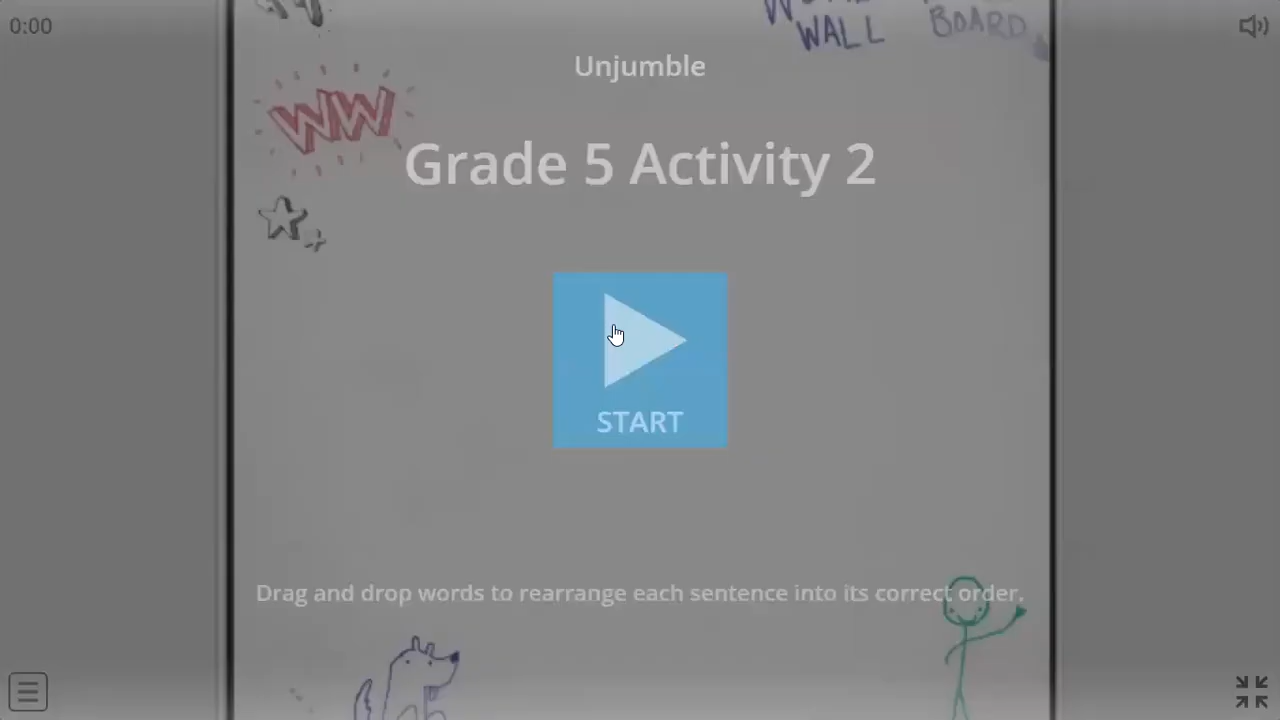 0:00
WALL
BOARD
Unjumble
WW
Grade 5 Activity 2
START
Drag and drop words to rearrange each sentence into its correct order.